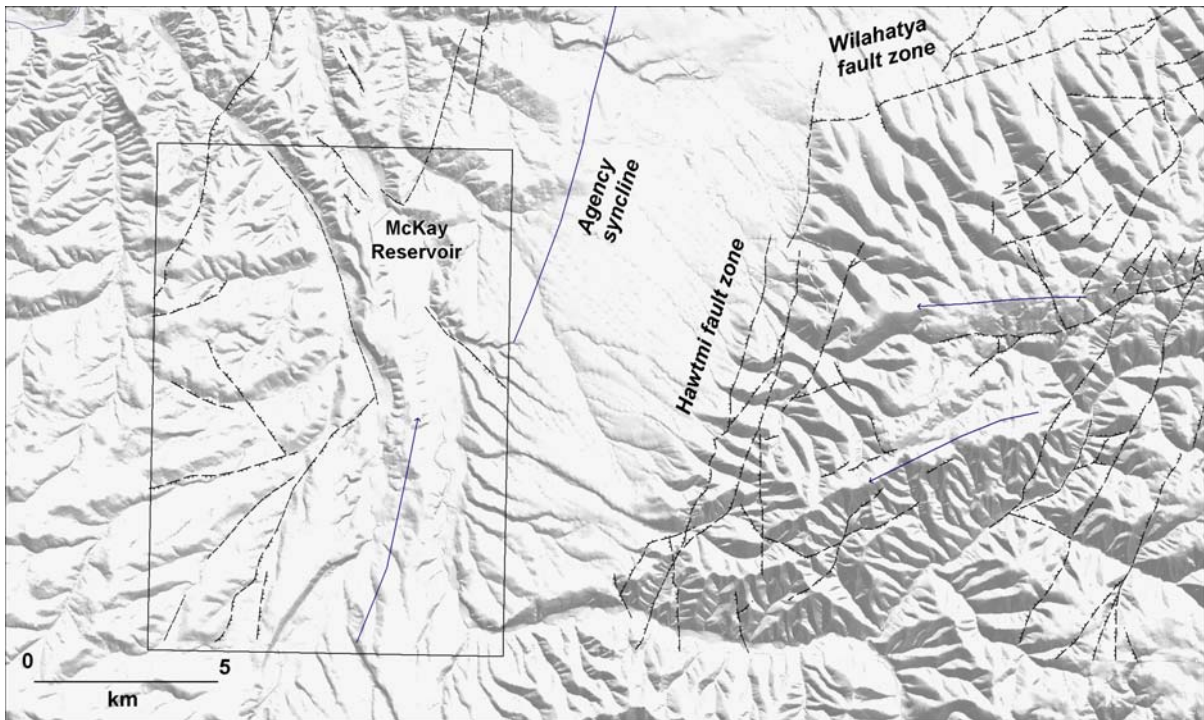 Wilahatya
fault zone
Agency
syncline
McKay
Reservoir
Hawtmi fault zone
0 5
km